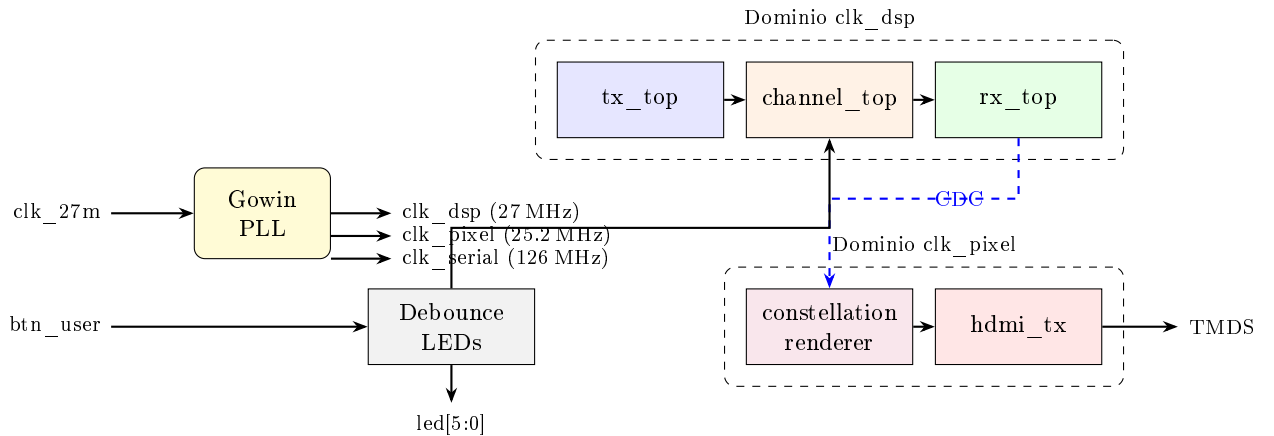 Dominio clk_dsp
tx_top
channel_top
rx_top
clk_27m
Gowin
PLL
clk_dsp (27 MHz)
clk_pixel (25.2 MHz)
clk_serial (126 MHz)
CDC
Dominio clk_pixel
btn_user
Debounce
LEDs
constellation
renderer
hdmi_tx
TMDS
led[5:0]